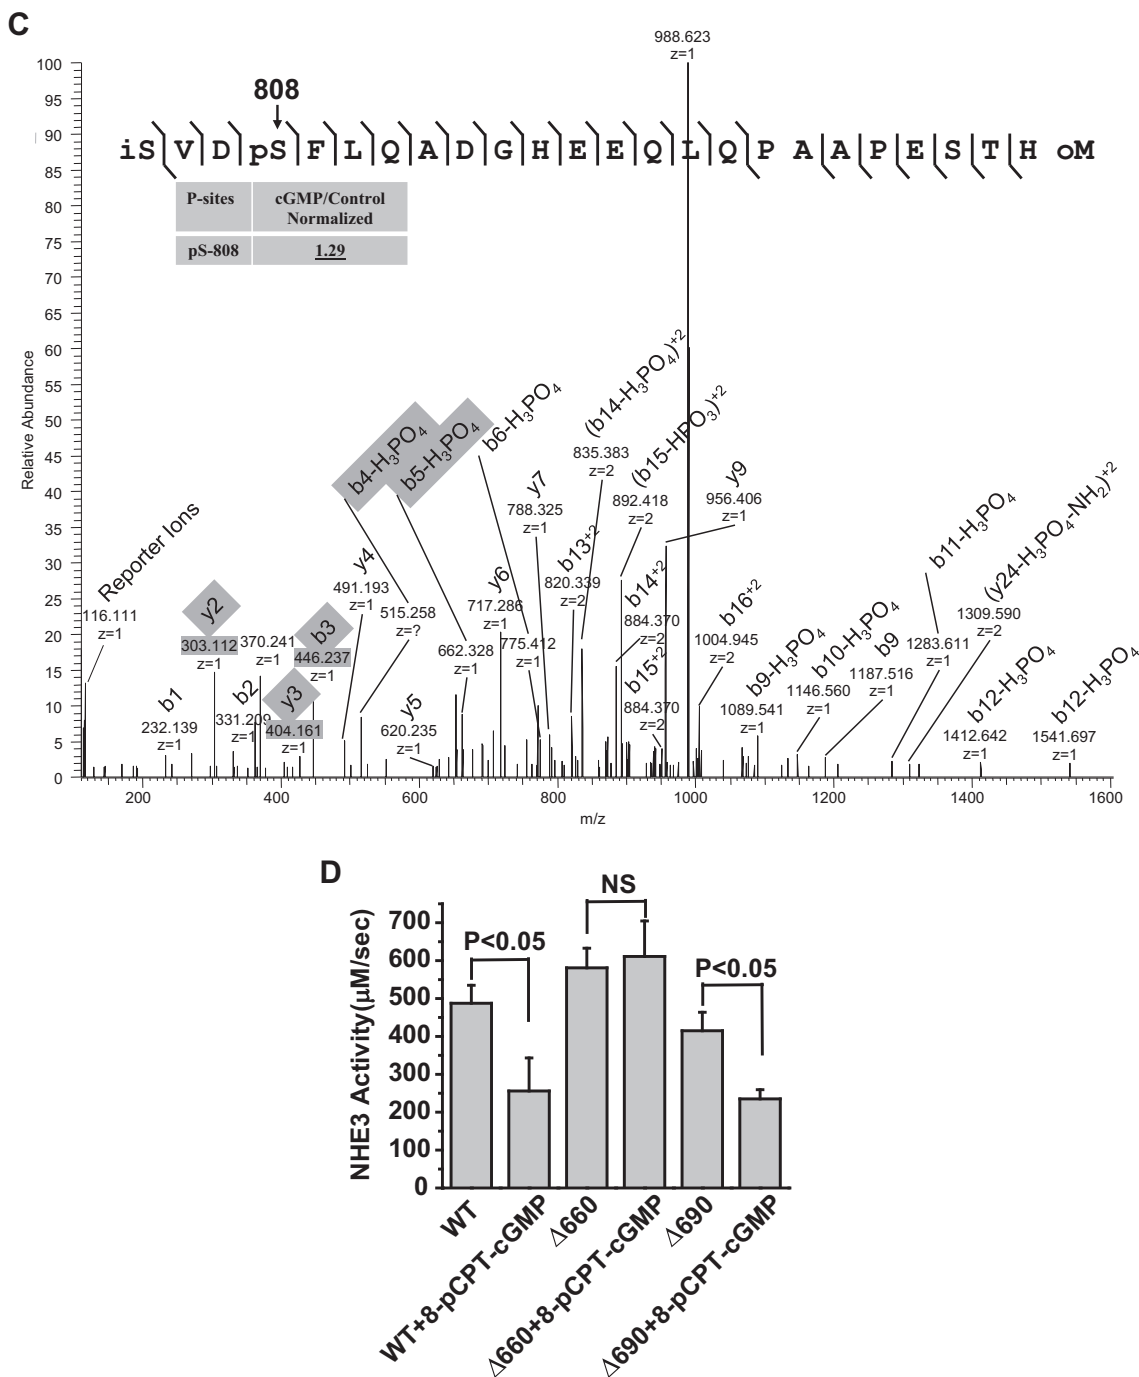 C
988.623
z=1
808
iS V D pS F L Q A D G H E E Q L Q P A A P E S T H oM
P-sites
cGMP/Control
Normalized
pS-808
1.29
100
95
90
85
80
75
70
65
60
55
50
45
40
35
30
25
20
15
10
5
0
Relative Abundance
Reporter Ions
116.111
z=1
b1
232.139
z=1
y2
303.112
z=1
b2
331.209
z=1
370.241
z=1
y3
404.161
z=1
b3
446.237
z=1
b4-H3PO4
b5-H3PO4
b6-H3PO4
y4
491.193
z=1
515.258
z=?
y5
620.235
z=1
662.328
z=1
y6
717.286
z=1
775.412
z=1
y7
788.325
z=1
b13+2
820.339
z=2
(b14-H3PO4)+2
835.383
z=2
(b15-HPO3)+2
892.418
z=2
b14+2
884.370
z=2
b15+2
884.370
z=2
y9
956.406
z=1
b16+2
1004.945
z=2
b9-H3PO4
1089.541
z=1
b10-H3PO4
1146.560
z=1
b9
1187.516
z=1
b11-H3PO4
1283.611
z=1
(y24-H3PO4-NH2)+2
1309.590
z=2
b12-H3PO4
1412.642
z=1
b12-H3PO4
1541.697
z=1
200 400 600 800 1000 1200 1400 1600
m/z
D
NHE3 Activity(μM/sec)
700
600
500
400
300
200
100
0
P<0.05
NS
P<0.05
WT
WT+8-pCPT-cGMP
Δ660
Δ660+8-pCPT-cGMP
Δ690
Δ690+8-pCPT-cGMP